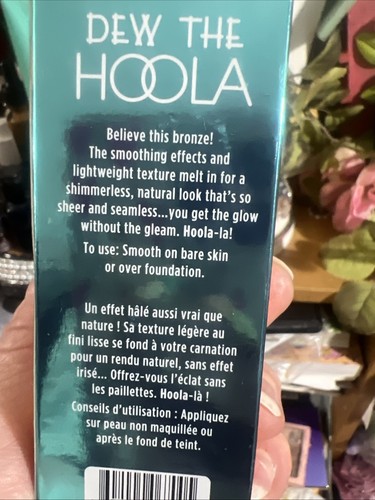 DEW THE
HOOLA
Believe this bronze!
The smoothing effects and
lightweight texture melt in for a
shimmerless, natural look that's so
sheer and seamless...you get the glow
without the gleam. Hoola-la!
To use: Smooth on bare skin
or over foundation.
Un effet hâlé aussi vrai que
nature ! Sa texture légère au
fini lisse se fond à votre carnation
pour un rendu naturel, sans effet
irisé... Offrez-vous l'éclat sans
les paillettes. Hoola-là !
Conseils d'utilisation : Appliquez
sur peau non maquillée ou
après le fond de teint.